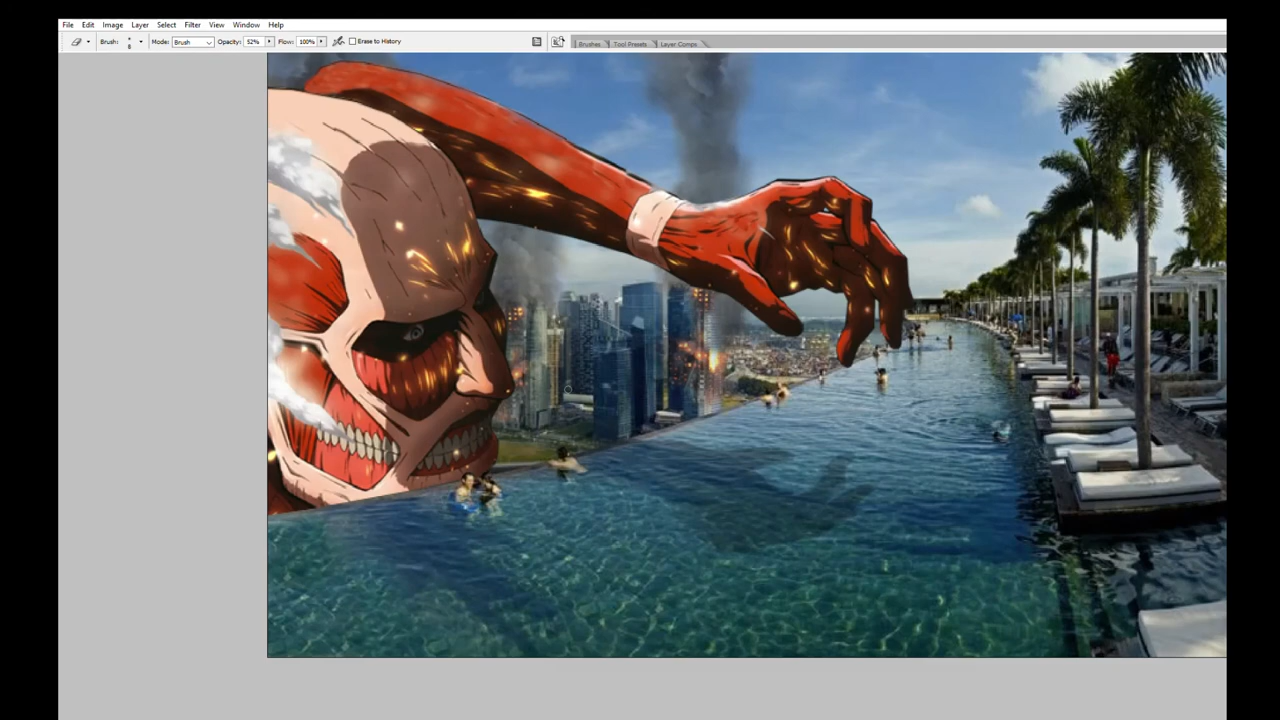 File Edit Image Layer Select Filter View Window Help
Brush: 8 Mode: Brush Opacity: 52% Flow: 100% Erase to History Brushes Tool Presets Layer Comps